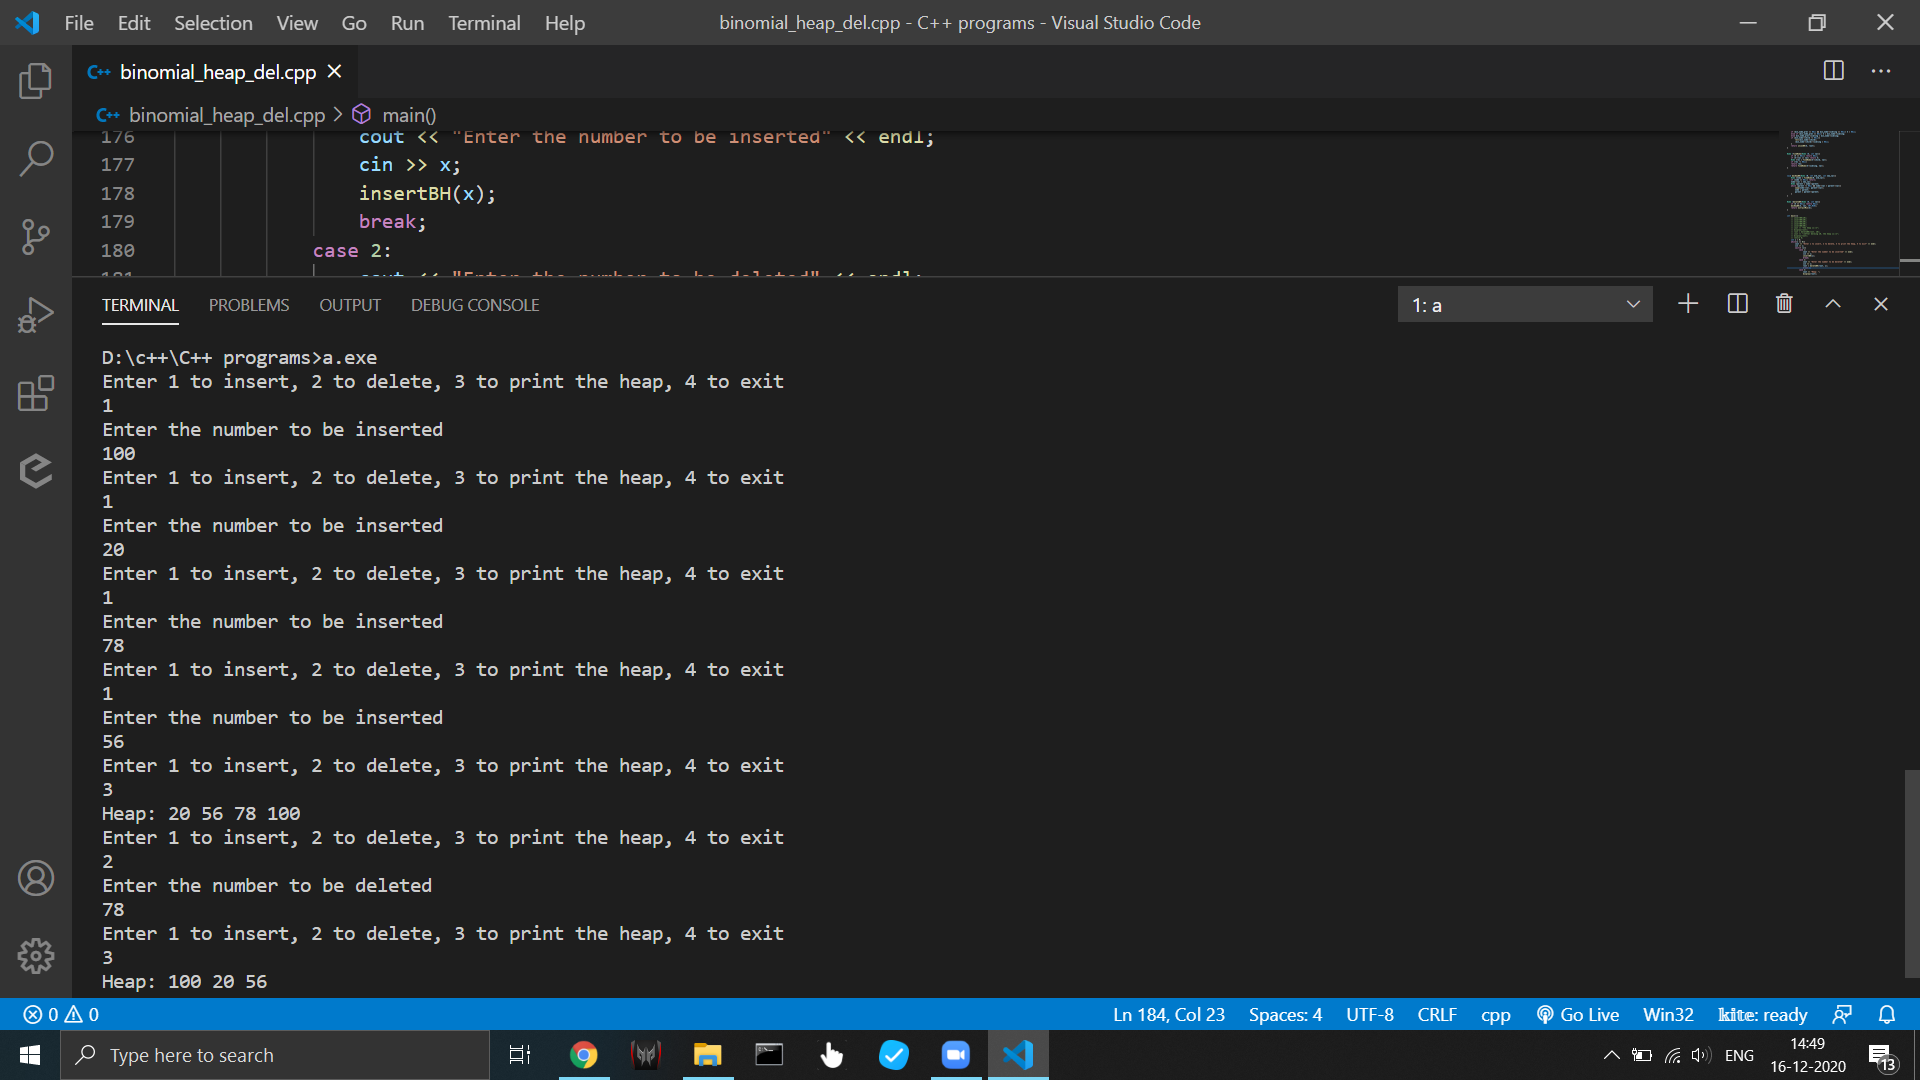 File Edit Selection View Go Run Terminal Help binomial_heap_del.cpp - C++ programs - Visual Studio Code
C++ binomial_heap_del.cpp
C++ binomial_heap_del.cpp > main()
176 cout << "Enter the number to be inserted" << endl;
177 cin >> x;
178 insertBH(x);
179 break;
180 case 2:
181 cout << "Enter the number to be deleted" << endl;
TERMINAL PROBLEMS OUTPUT DEBUG CONSOLE 1: a
D:\c++\C++ programs>a.exe
Enter 1 to insert, 2 to delete, 3 to print the heap, 4 to exit
1
Enter the number to be inserted
100
Enter 1 to insert, 2 to delete, 3 to print the heap, 4 to exit
1
Enter the number to be inserted
20
Enter 1 to insert, 2 to delete, 3 to print the heap, 4 to exit
1
Enter the number to be inserted
78
Enter 1 to insert, 2 to delete, 3 to print the heap, 4 to exit
1
Enter the number to be inserted
56
Enter 1 to insert, 2 to delete, 3 to print the heap, 4 to exit
3
Heap: 20 56 78 100
Enter 1 to insert, 2 to delete, 3 to print the heap, 4 to exit
2
Enter the number to be deleted
78
Enter 1 to insert, 2 to delete, 3 to print the heap, 4 to exit
3
Heap: 100 20 56
0 0 Ln 184, Col 23 Spaces: 4 UTF-8 CRLF cpp Go Live Win32 kite: ready
Type here to search ENG 14:49
16-12-2020 13